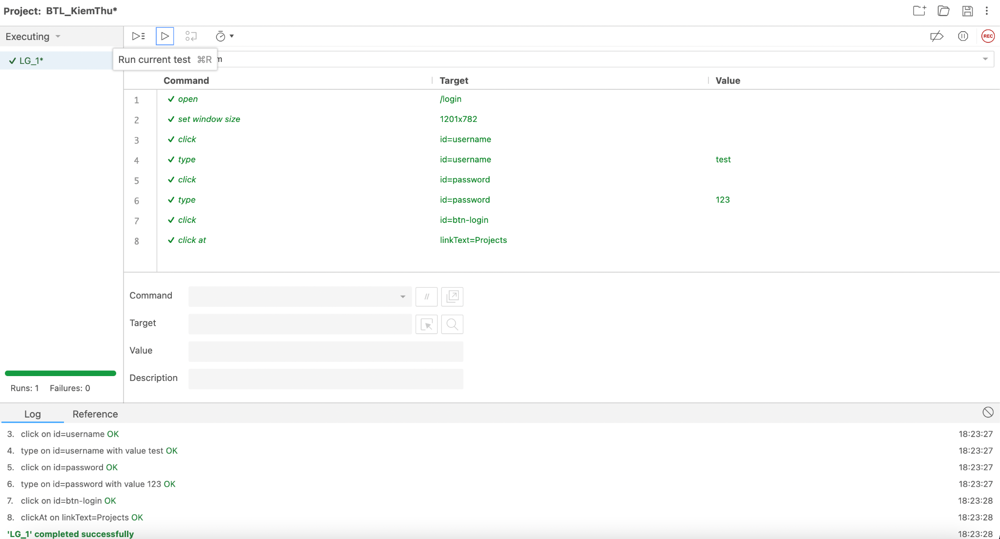 Project: BTL_KiemThu*
Executing
REC
✓ LG_1*
Run current test ⌘R
m
Command Target Value
1 ✓ open /login
2 ✓ set window size 1201x782
3 ✓ click id=username
4 ✓ type id=username test
5 ✓ click id=password
6 ✓ type id=password 123
7 ✓ click id=btn-login
8 ✓ click at linkText=Projects
Command //
Target
Value
Description
Runs: 1 Failures: 0
Log Reference
3. click on id=username OK 18:23:27
4. type on id=username with value test OK 18:23:27
5. click on id=password OK 18:23:27
6. type on id=password with value 123 OK 18:23:27
7. click on id=btn-login OK 18:23:28
8. clickAt on linkText=Projects OK 18:23:28
'LG_1' completed successfully 18:23:28